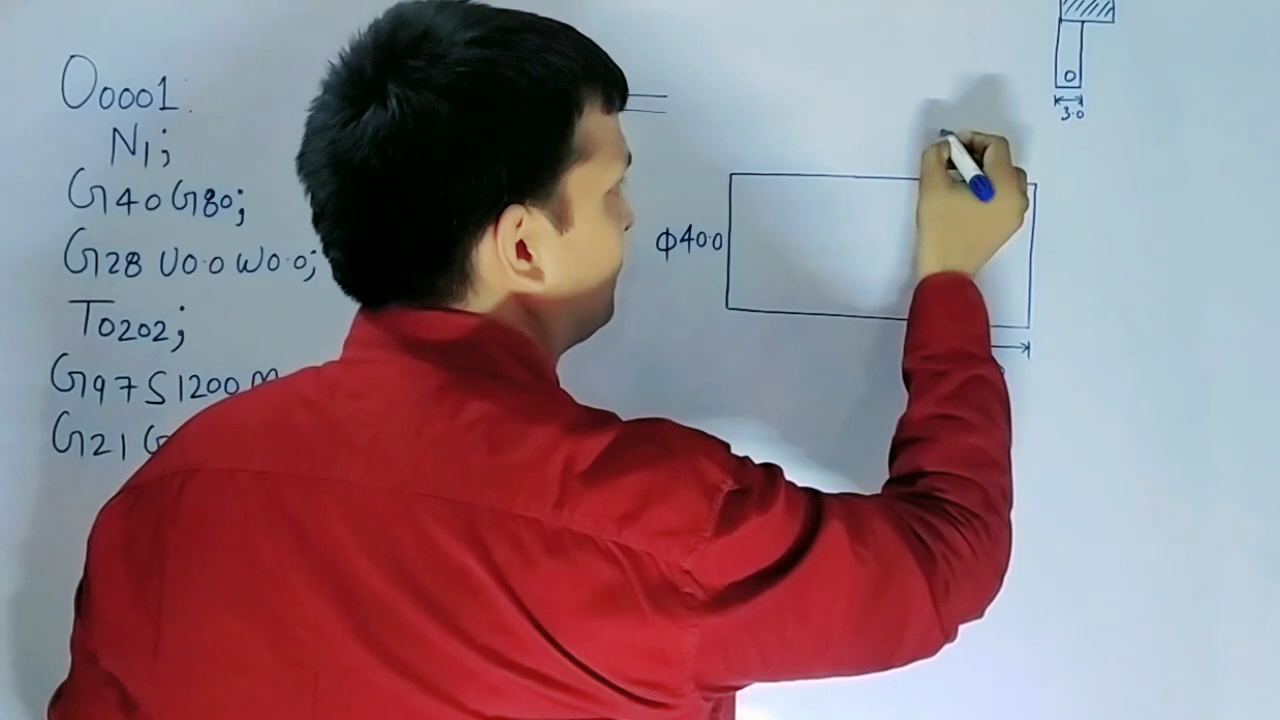 O0001
N1;
G40G80;
G28 U0.0 W0.0;
T0202;
G97 S1200 M
G21 G
Φ40.0
3.0